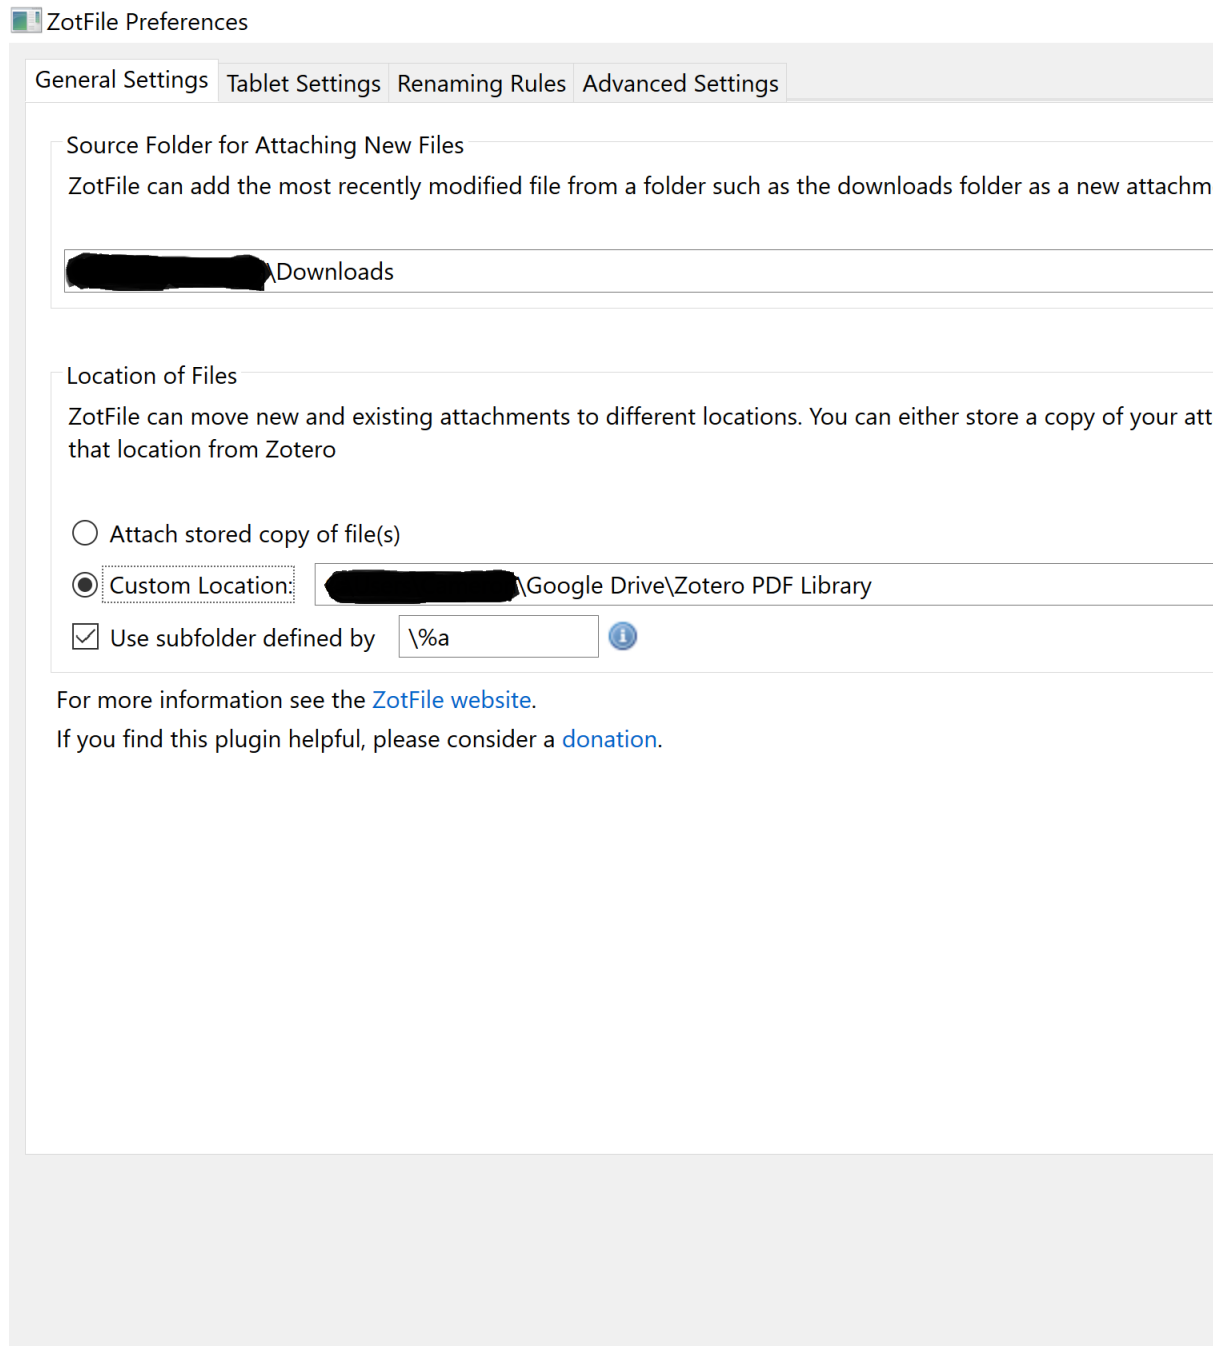 ZotFile Preferences
General Settings Tablet Settings Renaming Rules Advanced Settings
Source Folder for Attaching New Files
ZotFile can add the most recently modified file from a folder such as the downloads folder as a new attachm
\Downloads
Location of Files
ZotFile can move new and existing attachments to different locations. You can either store a copy of your att
that location from Zotero
Attach stored copy of file(s)
Custom Location: \Google Drive\Zotero PDF Library
Use subfolder defined by \%a
For more information see the ZotFile website.
If you find this plugin helpful, please consider a donation.